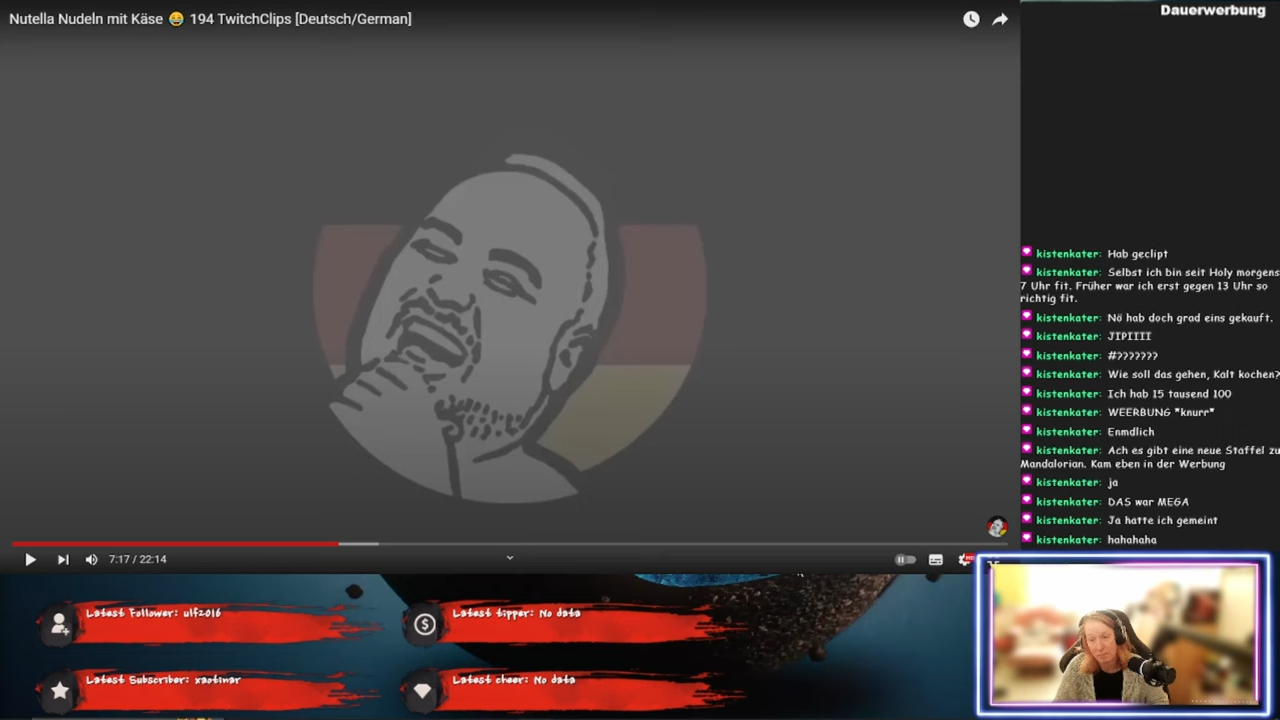 Nutella Nudeln mit Käse 😂 194 TwitchClips [Deutsch/German]
Dauerwerbung
kistenkater: Hab geclipt
kistenkater: Selbst ich bin seit Holy morgens
7 Uhr fit. Früher war ich erst gegen 13 Uhr so
richtig fit.
kistenkater: Nö hab doch grad eins gekauft.
kistenkater: JIPIIII
kistenkater: #???????
kistenkater: Wie soll das gehen, Kalt kochen?
kistenkater: Ich hab 15 tausend 100
kistenkater: WEERBUNG *knurr*
kistenkater: Enmdlich
kistenkater: Ach es gibt eine neue Staffel zu
Mandalorian. Kam eben in der Werbung
kistenkater: ja
kistenkater: DAS war MEGA
kistenkater: Ja hatte ich gemeint
kistenkater: hahahaha
7:17 / 22:14
Latest Follower: ulf2016
Latest tipper: No data
Latest Subscriber: xaotinar
Latest cheer: No data